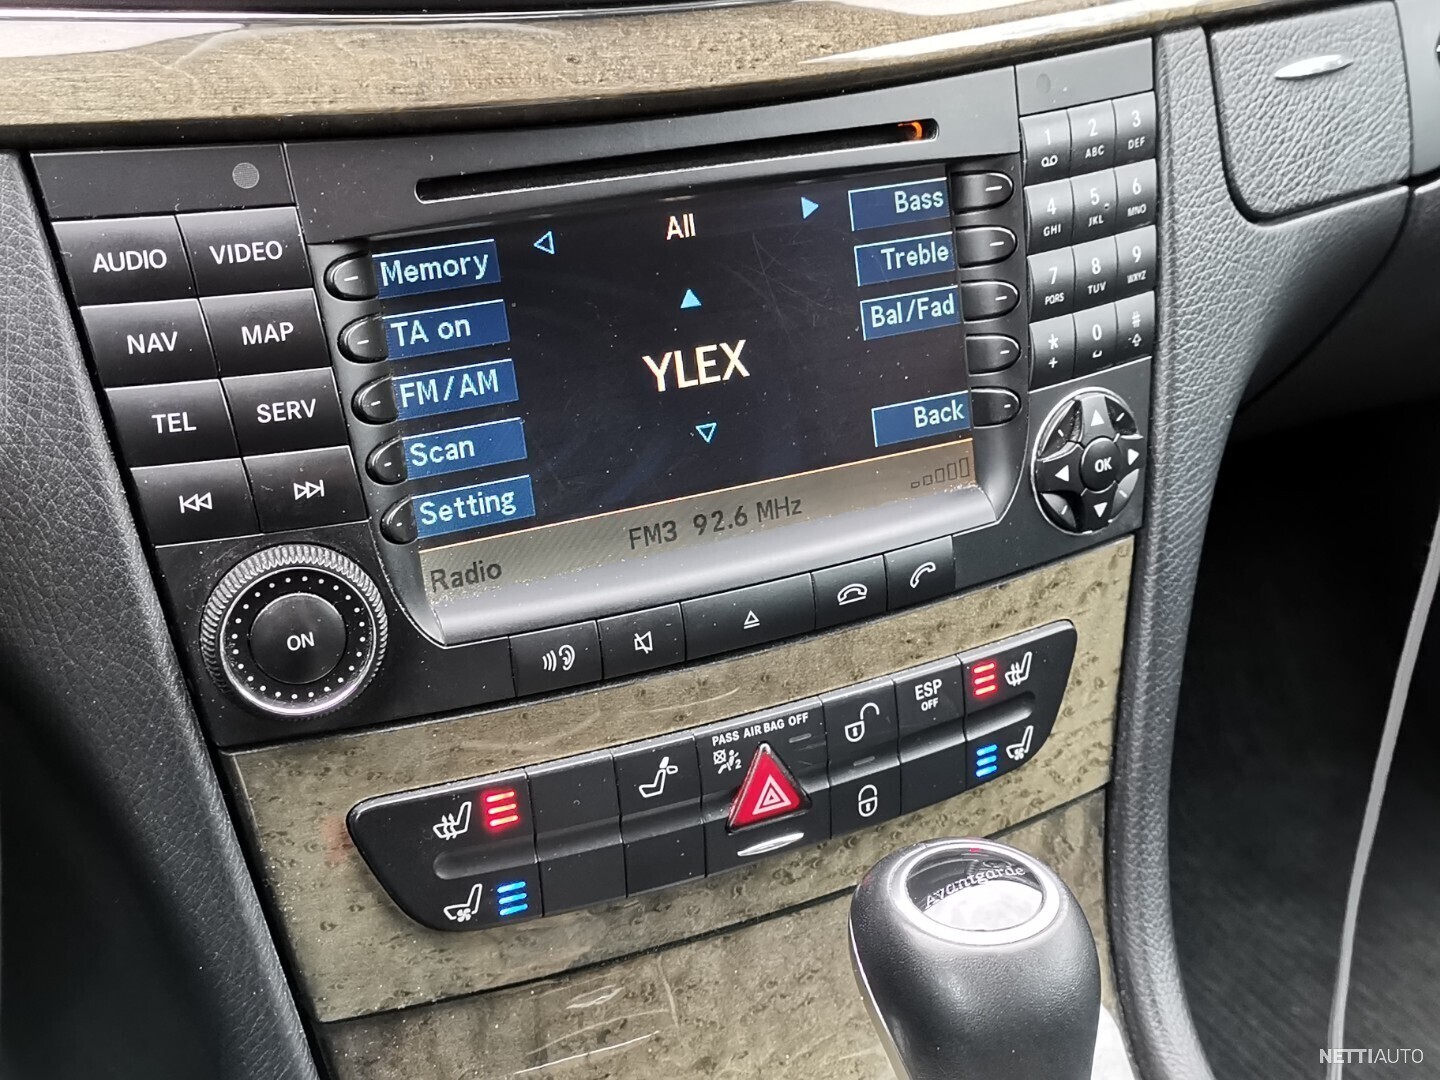 AUDIO VIDEO
NAV MAP
TEL SERV
ON
Memory
TA on
FM/AM
Scan
Setting
All
YLEX
Bass
Treble
Bal/Fad
Back
FM3 92.6 MHz
Radio
1 2 ABC 3 DEF
4 GHI 5 JKL 6 MNO
7 PQRS 8 TUV 9 WXYZ
* + 0 #
OK
PASS AIR BAG OFF
2
ESP
OFF
Avantgarde
NETTIAUTO